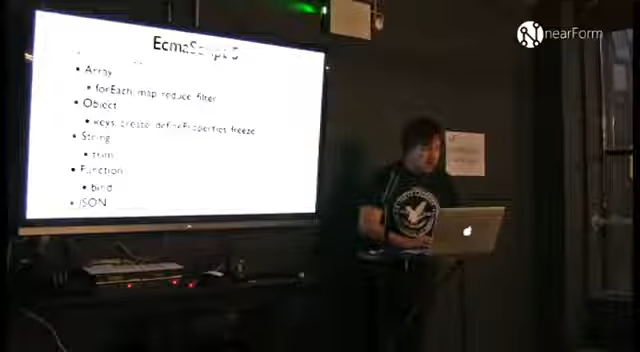 EcmaScript 5
Array
forEach, map, reduce, filter
Object
keys, create, defineProperties, freeze
String
trim
Function
bind
JSON
nearForm